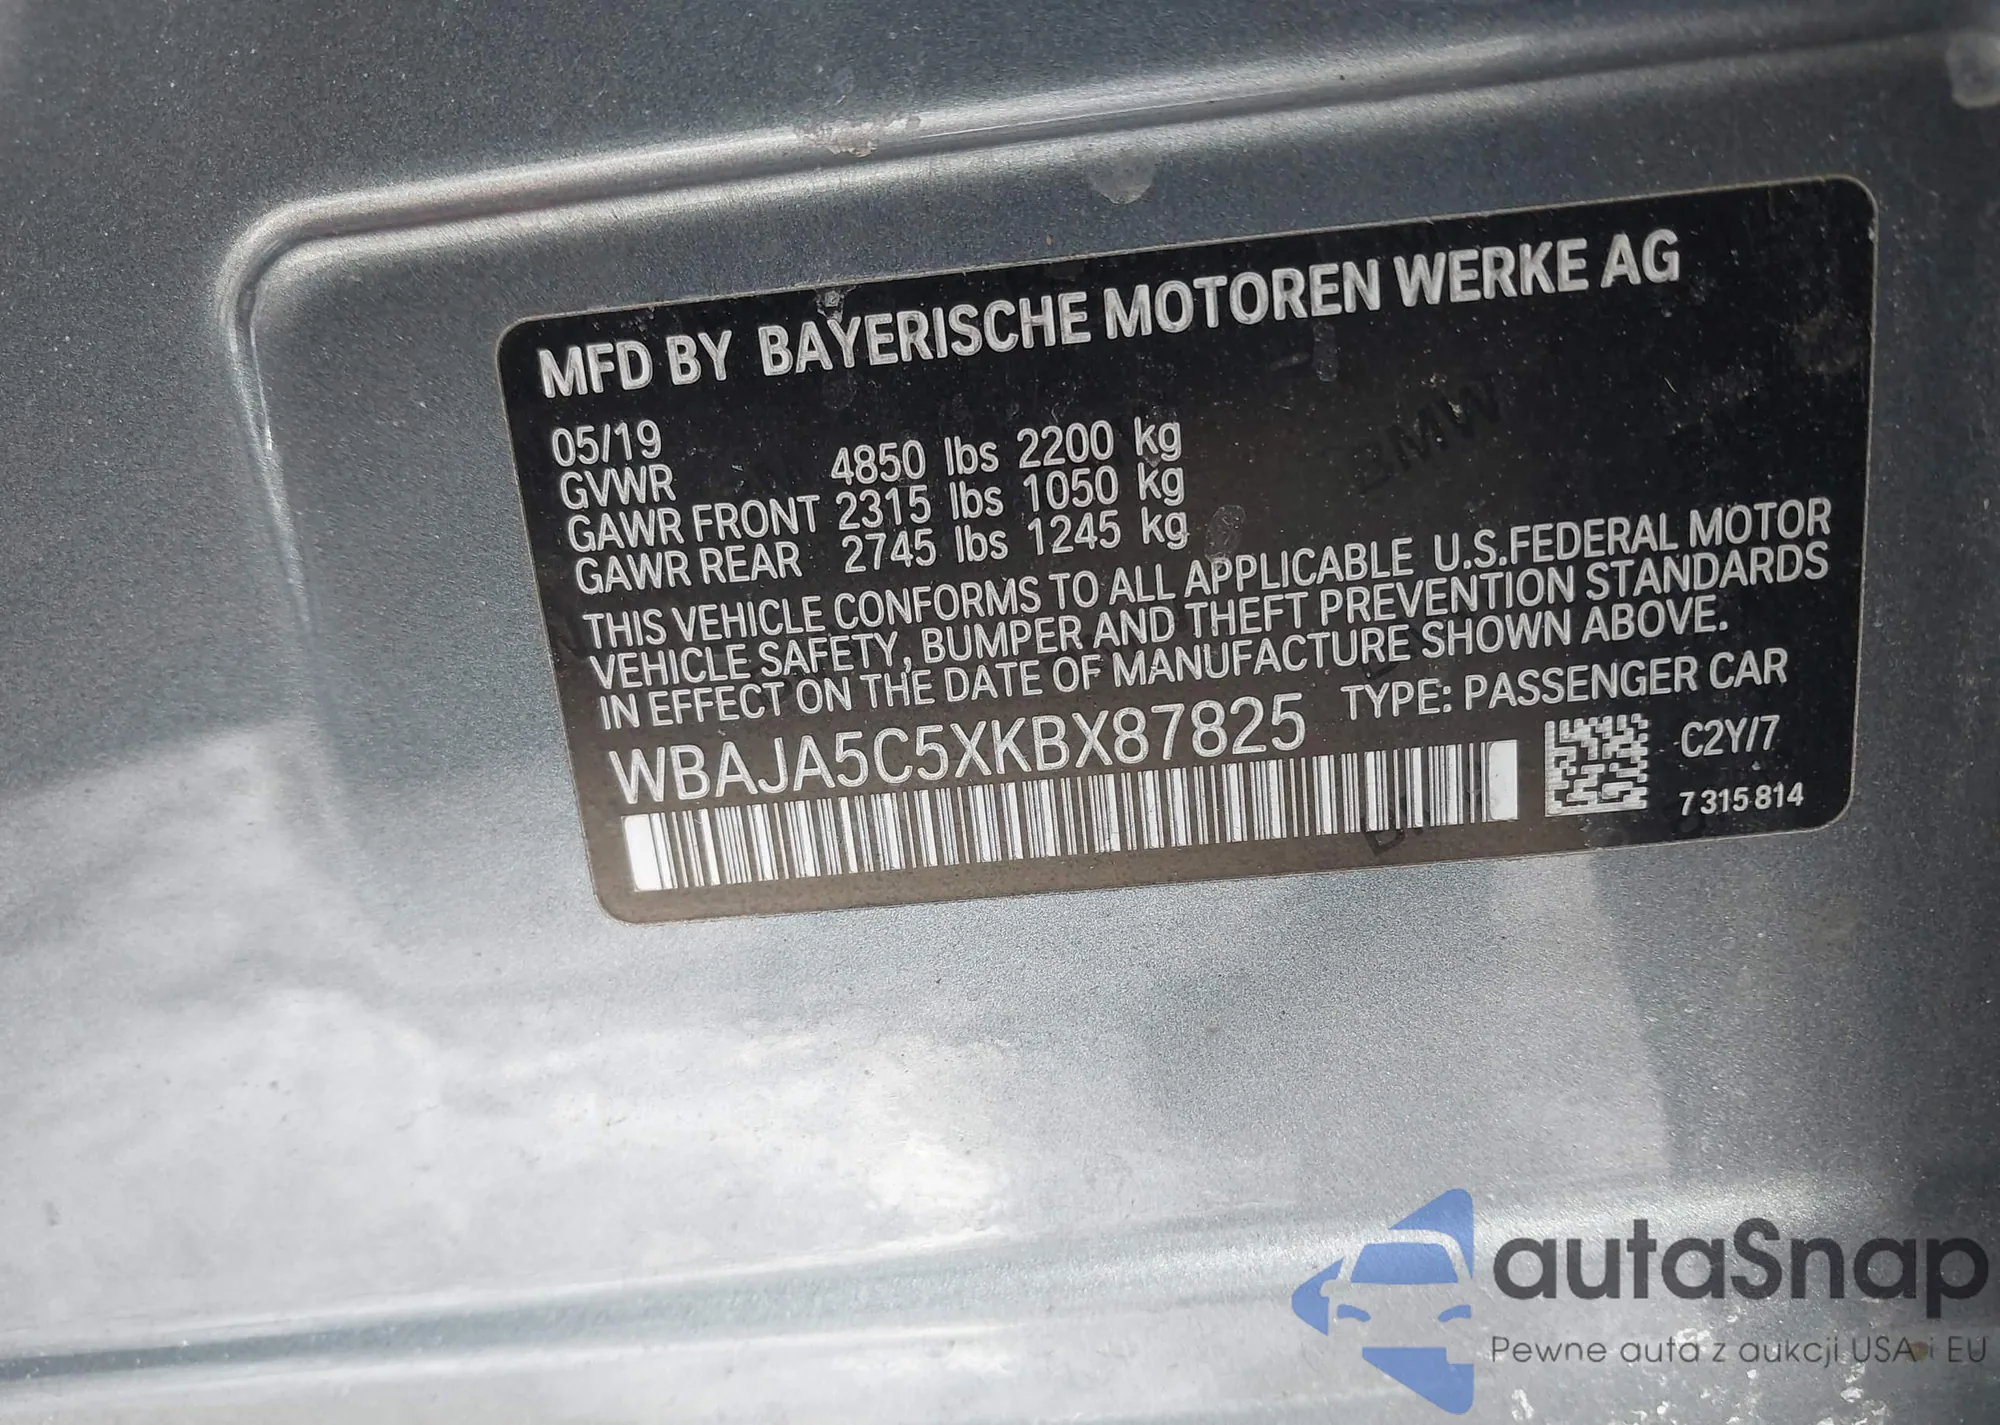 MFD BY BAYERISCHE MOTOREN WERKE AG
05/19
GVWR 4850 lbs 2200 kg
GAWR FRONT 2315 lbs 1050 kg
GAWR REAR 2745 lbs 1245 kg
THIS VEHICLE CONFORMS TO ALL APPLICABLE U.S.FEDERAL MOTOR
VEHICLE SAFETY, BUMPER AND THEFT PREVENTION STANDARDS
IN EFFECT ON THE DATE OF MANUFACTURE SHOWN ABOVE.
WBAJA5C5XKBX87825 TYPE: PASSENGER CAR
C2Y/7
7315814
BMW
autaSnap
Pewne auta z aukcji USA i EU